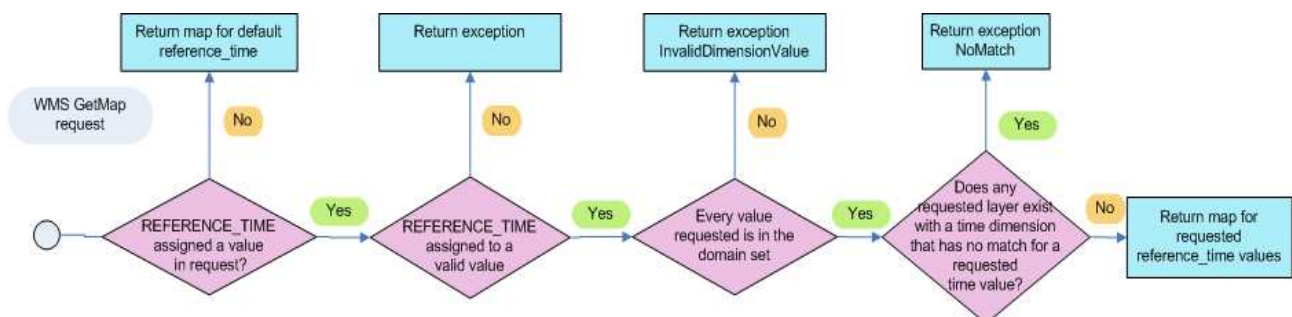 Return map for default
reference_time
Return exception
Return exception
InvalidDimensionValue
Return exception
NoMatch
WMS GetMap
request
No
No
No
Yes
REFERENCE_TIME
assigned a value
in request?
Yes
REFERENCE_TIME
assigned to a
valid value
Yes
Every value
requested is in the
domain set
Yes
Does any
requested layer exist
with a time dimension
that has no match for a
requested
time value?
No
Return map for
requested
reference_time values